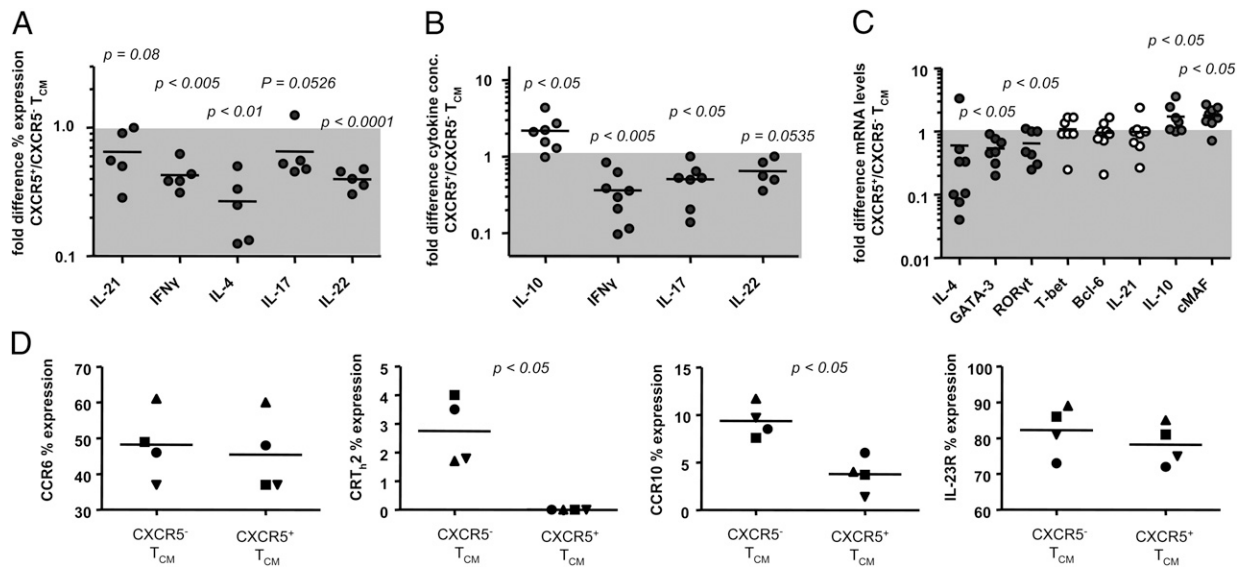 A
p = 0.08
p < 0.005
p < 0.01
P = 0.0526
p < 0.0001
fold difference % expression
CXCR5+/CXCR5- TCM
1.0
0.1
IL-21
IFNγ
IL-4
IL-17
IL-22
B
p < 0.05
p < 0.005
p < 0.05
p = 0.0535
fold difference cytokine conc.
CXCR5+/CXCR5- TCM
10
1
0.1
IL-10
IFNγ
IL-17
IL-22
C
p < 0.05
p < 0.05
p < 0.05
p < 0.05
fold difference mRNA levels
CXCR5+/CXCR5- TCM
10
1
0.1
0.01
IL-4
GATA-3
RORγt
T-bet
Bcl-6
IL-21
IL-10
cMAF
D
CCR6 % expression
70
60
50
40
30
CXCR5-
TCM
CXCR5+
TCM
CRTh2 % expression
5
4
3
2
1
0
p < 0.05
CXCR5-
TCM
CXCR5+
TCM
CCR10 % expression
15
10
5
0
p < 0.05
CXCR5-
TCM
CXCR5+
TCM
IL-23R % expression
100
90
80
70
60
CXCR5-
TCM
CXCR5+
TCM